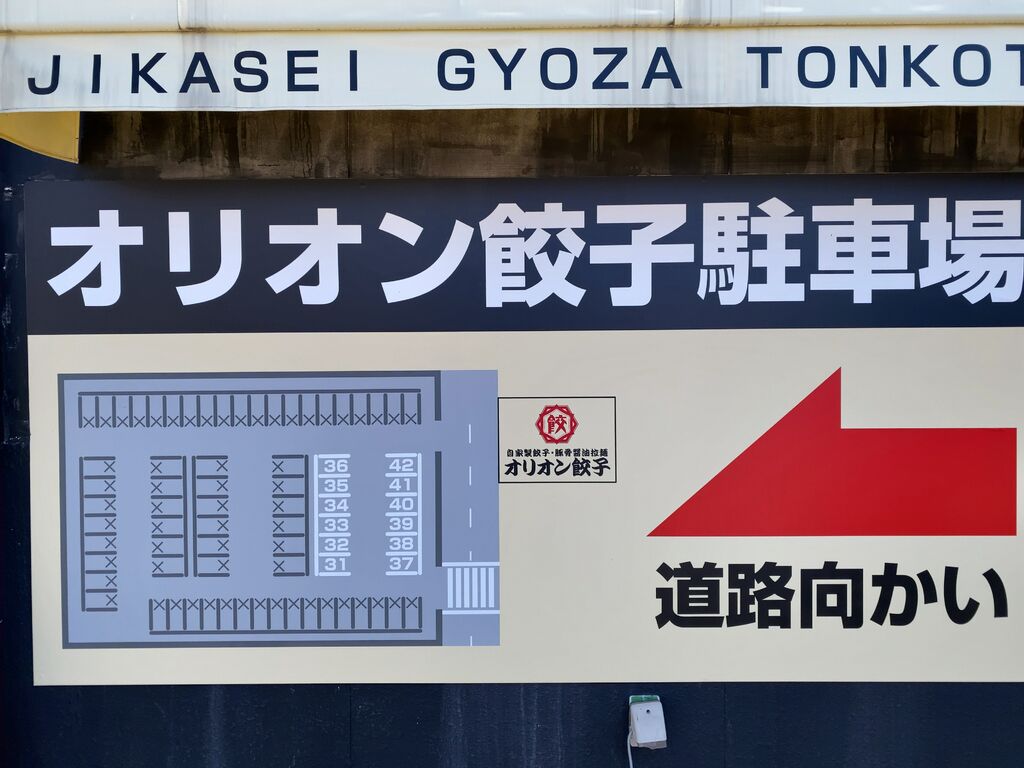 JIKASEI GYOZA TONKOT
オリオン餃子駐車場
餃
自家製餃子・豚骨醤油拉麺
オリオン餃子
36 42
35 41
34 40
33 39
32 38
31 37
道路向かい